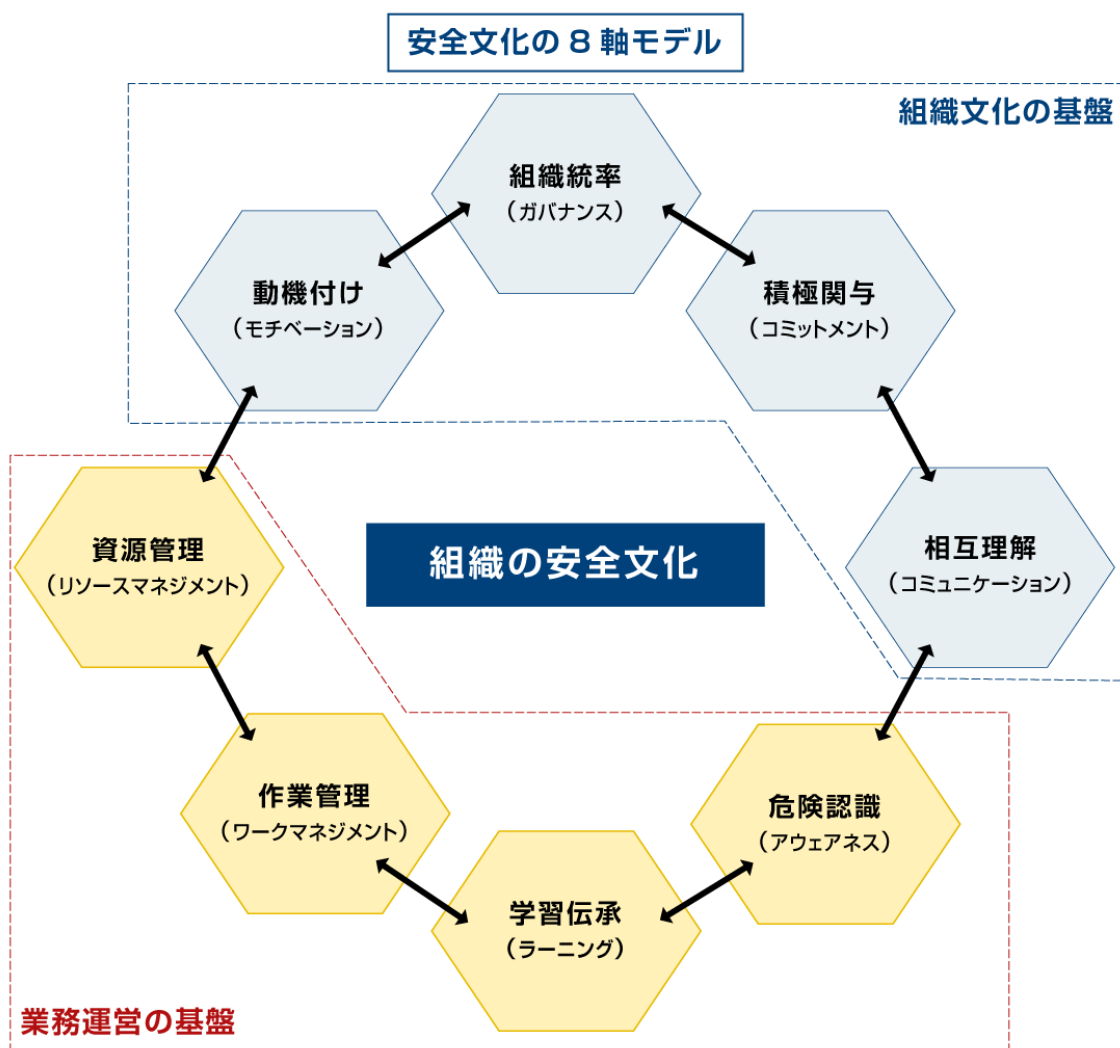 安全文化の8軸モデル
組織文化の基盤
組織統率
（ガバナンス）
動機付け
（モチベーション）
積極関与
（コミットメント）
資源管理
（リソースマネジメント）
組織の安全文化
相互理解
（コミュニケーション）
作業管理
（ワークマネジメント）
危険認識
（アウェアネス）
学習伝承
（ラーニング）
業務運営の基盤